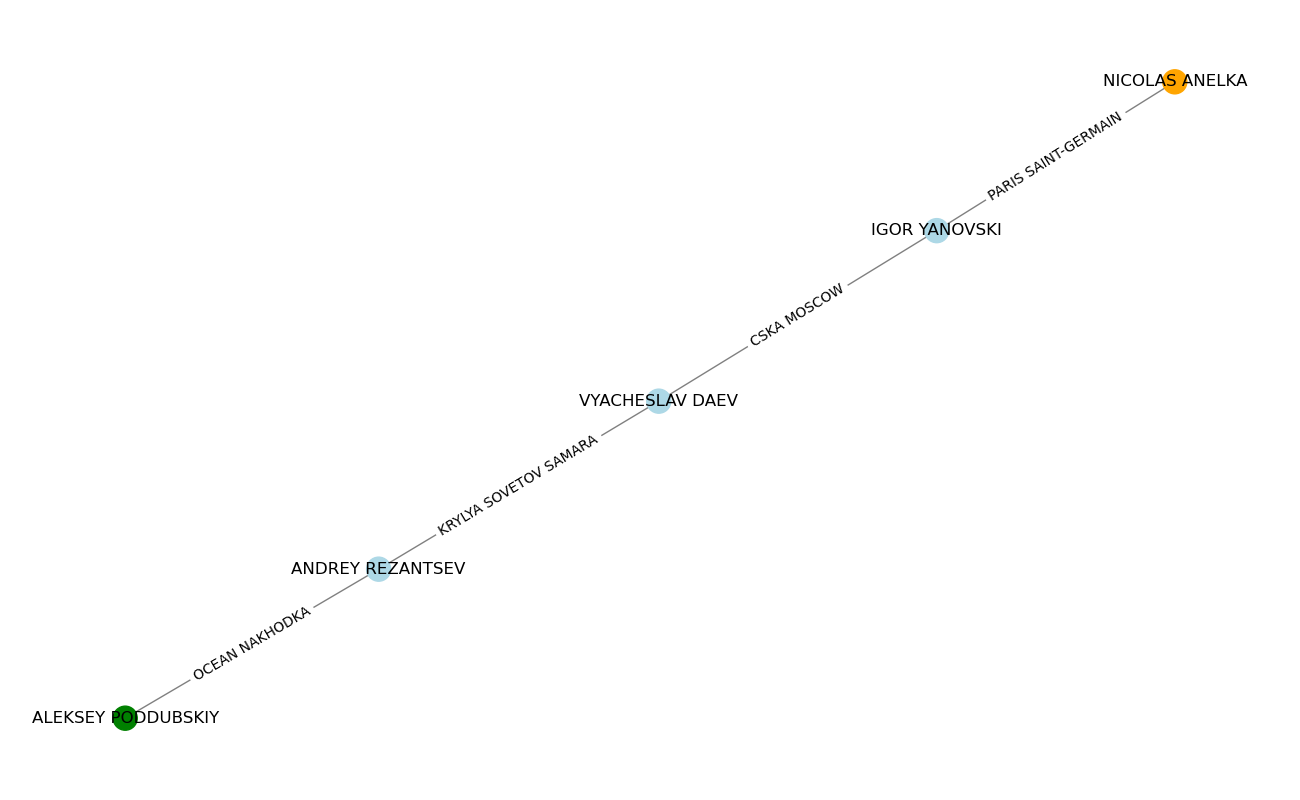 NICOLAS ANELKA
PARIS SAINT-GERMAIN
IGOR YANOVSKI
CSKA MOSCOW
VYACHESLAV DAEV
KRYLYA SOVETOV SAMARA
ANDREY REZANTSEV
OCEAN NAKHODKA
ALEKSEY PODDUBSKIY